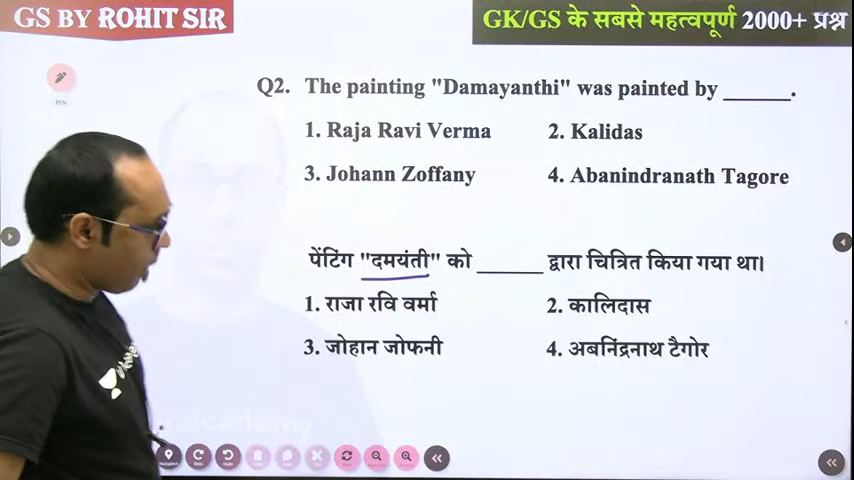 GS BY ROHIT SIR
GK/GS के सबसे महत्वपूर्ण 2000+ प्रश्न
PEN
Q2. The painting "Damayanthi" was painted by ______.
1. Raja Ravi Verma 2. Kalidas
3. Johann Zoffany 4. Abanindranath Tagore
पेंटिंग "दमयंती" को ______ द्वारा चित्रित किया गया था।
1. राजा रवि वर्मा 2. कालिदास
3. जोहान जोफनी 4. अबनिंद्रनाथ टैगोर
academy